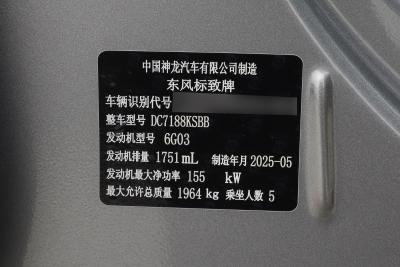 中国神龙汽车有限公司制造
东风标致牌
车辆识别代号
整车型号 DC7188KSBB
发动机型号 6G03
发动机排量 1751mL 制造年月 2025-05
发动机最大净功率 155 kW
最大允许总质量 1964 kg 乘坐人数 5